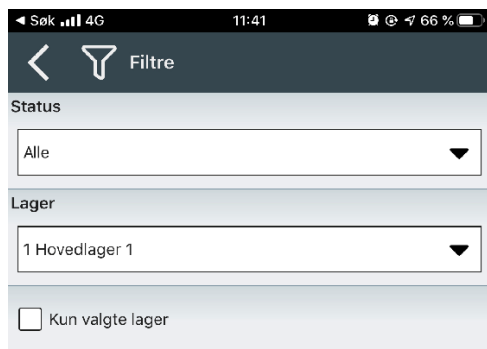 ◀ Søk 4G 11:41 66 %
Filtre
Status
Alle
Lager
1 Hovedlager 1
Kun valgte lager